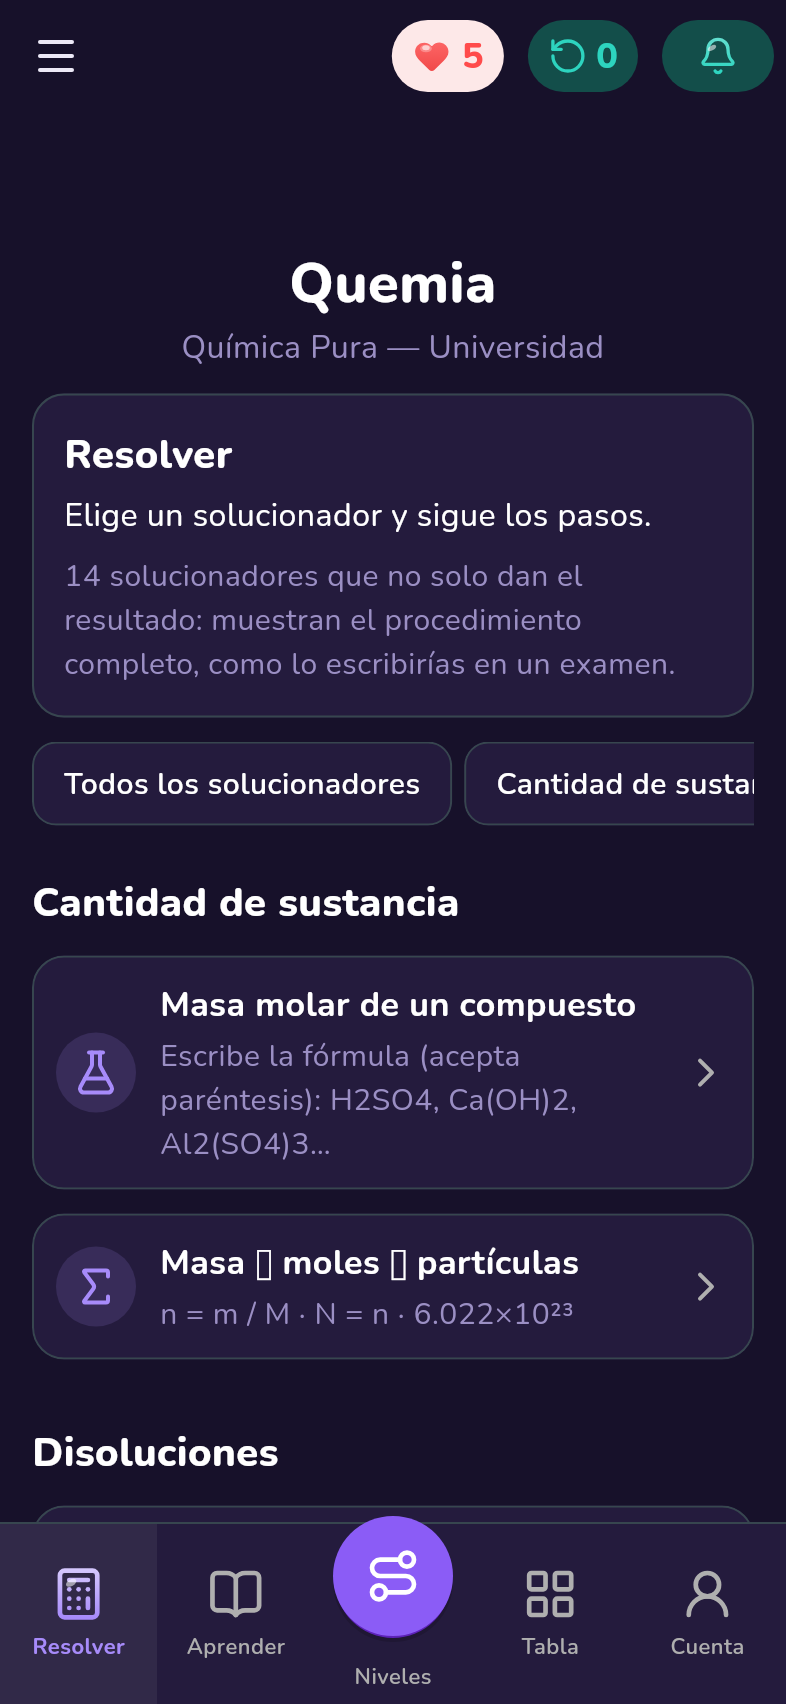 5
0
Quemia
Química Pura — Universidad
Resolver
Elige un solucionador y sigue los pasos.
14 solucionadores que no solo dan el
resultado: muestran el procedimiento
completo, como lo escribirías en un examen.
Todos los solucionadores
Cantidad de sustan
Cantidad de sustancia
Masa molar de un compuesto
Escribe la fórmula (acepta
paréntesis): H2SO4, Ca(OH)2,
Al2(SO4)3...
Masa ▯ moles ▯ partículas
n = m / M · N = n · 6.022×10²³
Disoluciones
Resolver
Aprender
Niveles
Tabla
Cuenta